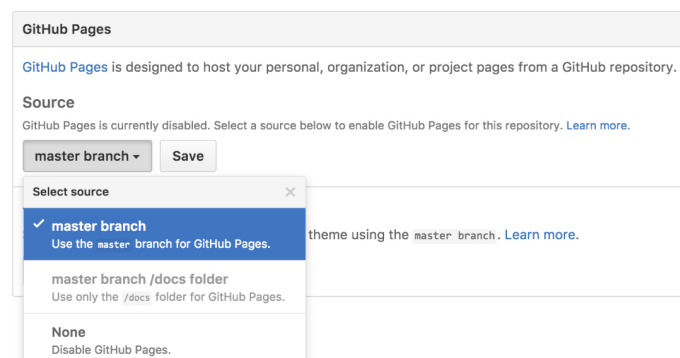 GitHub Pages
GitHub Pages is designed to host your personal, organization, or project pages from a GitHub repository.
Source
GitHub Pages is currently disabled. Select a source below to enable GitHub Pages for this repository. Learn more.
master branch Save
Select source
master branch
Use the master branch for GitHub Pages.
theme using the master branch. Learn more.
master branch /docs folder
Use only the /docs folder for GitHub Pages.
None
Disable GitHub Pages.